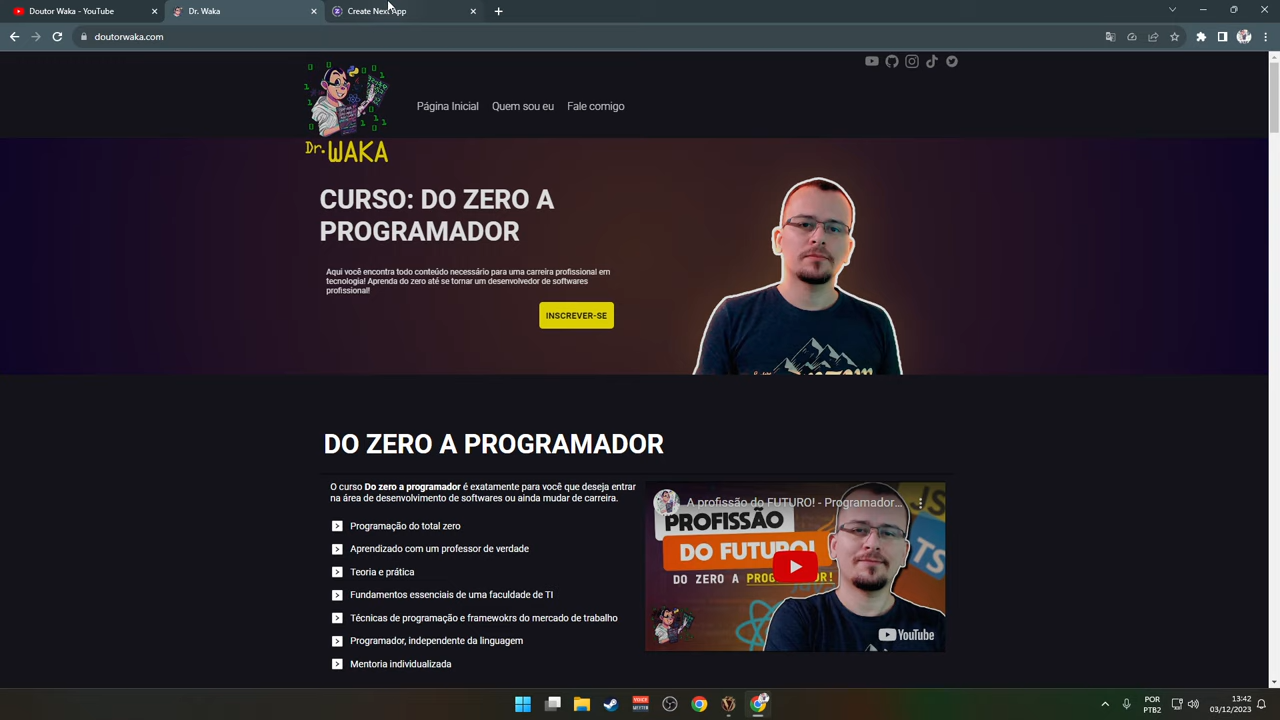 Doutor Waka - YouTube
Dr. Waka
Create Next App
doutorwaka.com
Dr. WAKA
Página Inicial
Quem sou eu
Fale comigo
CURSO: DO ZERO A
PROGRAMADOR
Aqui você encontra todo conteúdo necessário para uma carreira profissional em
tecnologia! Aprenda do zero até se tornar um desenvolvedor de softwares
profissional!
INSCREVER-SE
DO ZERO A PROGRAMADOR
O curso Do zero a programador é exatamente para você que deseja entrar
na área de desenvolvimento de softwares ou ainda mudar de carreira.
Programação do total zero
Aprendizado com um professor de verdade
Teoria e prática
Fundamentos essenciais de uma faculdade de TI
Técnicas de programação e framewokrs do mercado de trabalho
Programador, independente da linguagem
Mentoria individualizada
A profissão do FUTURO! - Programador...
PROFISSÃO
DO FUTURO!
DO ZERO A PROGRAMADOR!
JS
TS
YouTube
POR
PTB2
13:42
03/12/2023